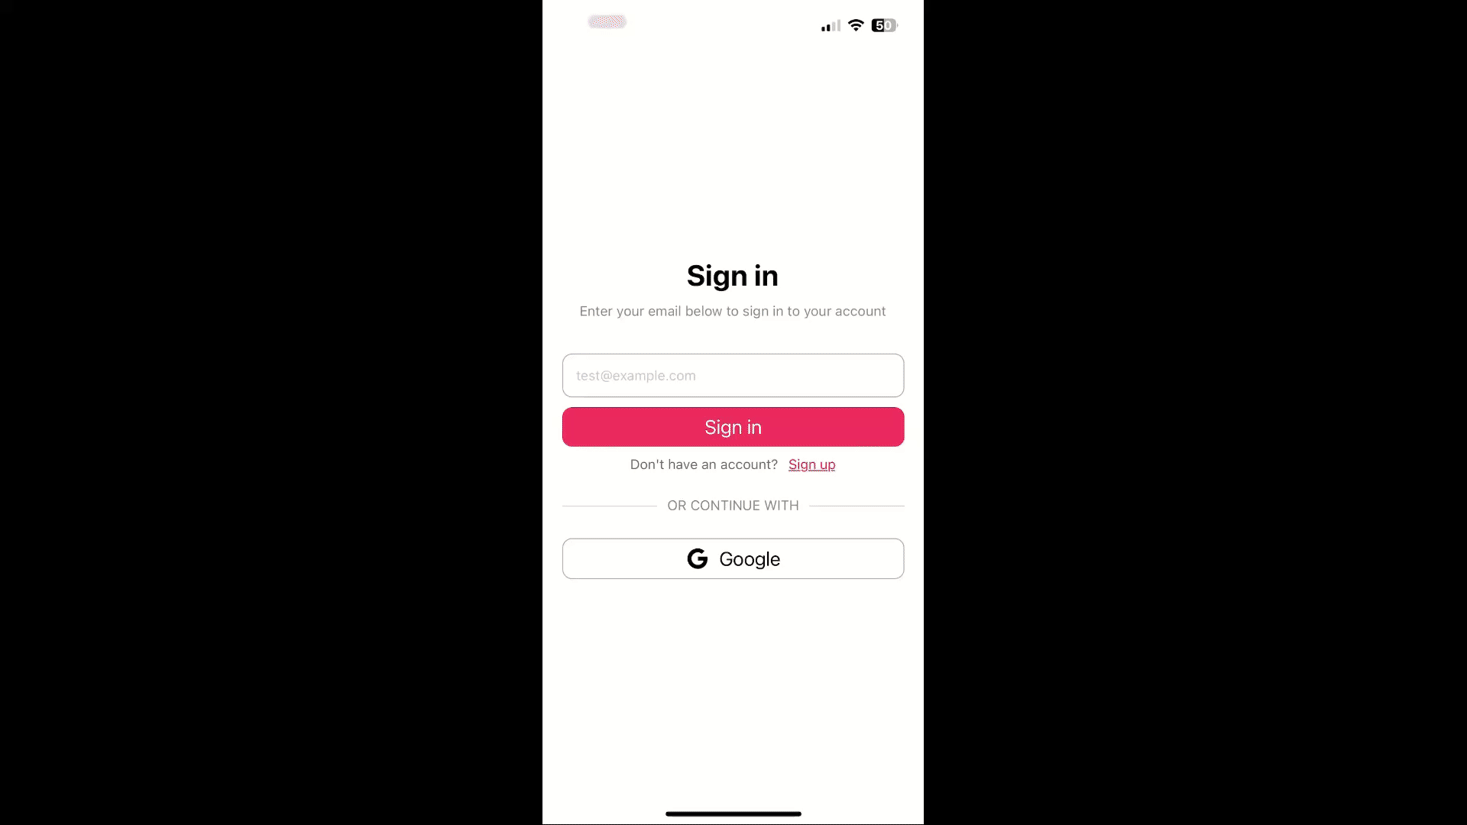 50
Sign in
Enter your email below to sign in to your account
test@example.com
Sign in
Don't have an account? Sign up
OR CONTINUE WITH
Google